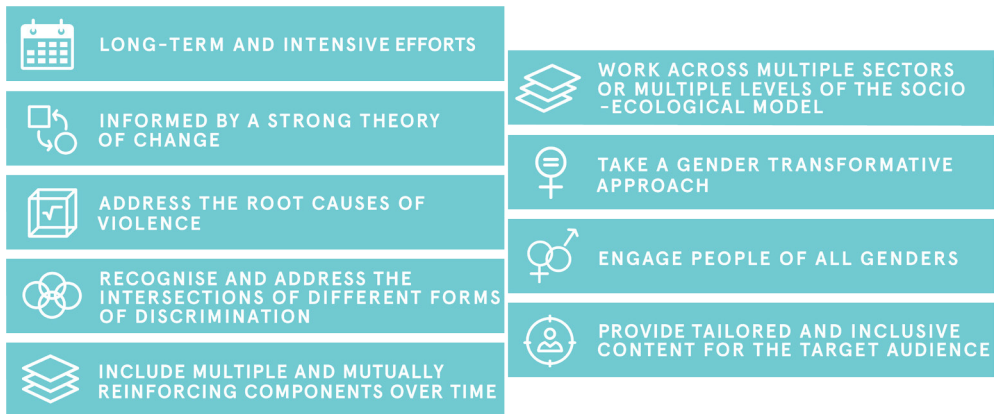 LONG-TERM AND INTENSIVE EFFORTS
INFORMED BY A STRONG THEORY
OF CHANGE
ADDRESS THE ROOT CAUSES OF
VIOLENCE
RECOGNISE AND ADDRESS THE
INTERSECTIONS OF DIFFERENT FORMS
OF DISCRIMINATION
INCLUDE MULTIPLE AND MUTUALLY
REINFORCING COMPONENTS OVER TIME
WORK ACROSS MULTIPLE SECTORS
OR MULTIPLE LEVELS OF THE SOCIO
-ECOLOGICAL MODEL
TAKE A GENDER TRANSFORMATIVE
APPROACH
ENGAGE PEOPLE OF ALL GENDERS
PROVIDE TAILORED AND INCLUSIVE
CONTENT FOR THE TARGET AUDIENCE